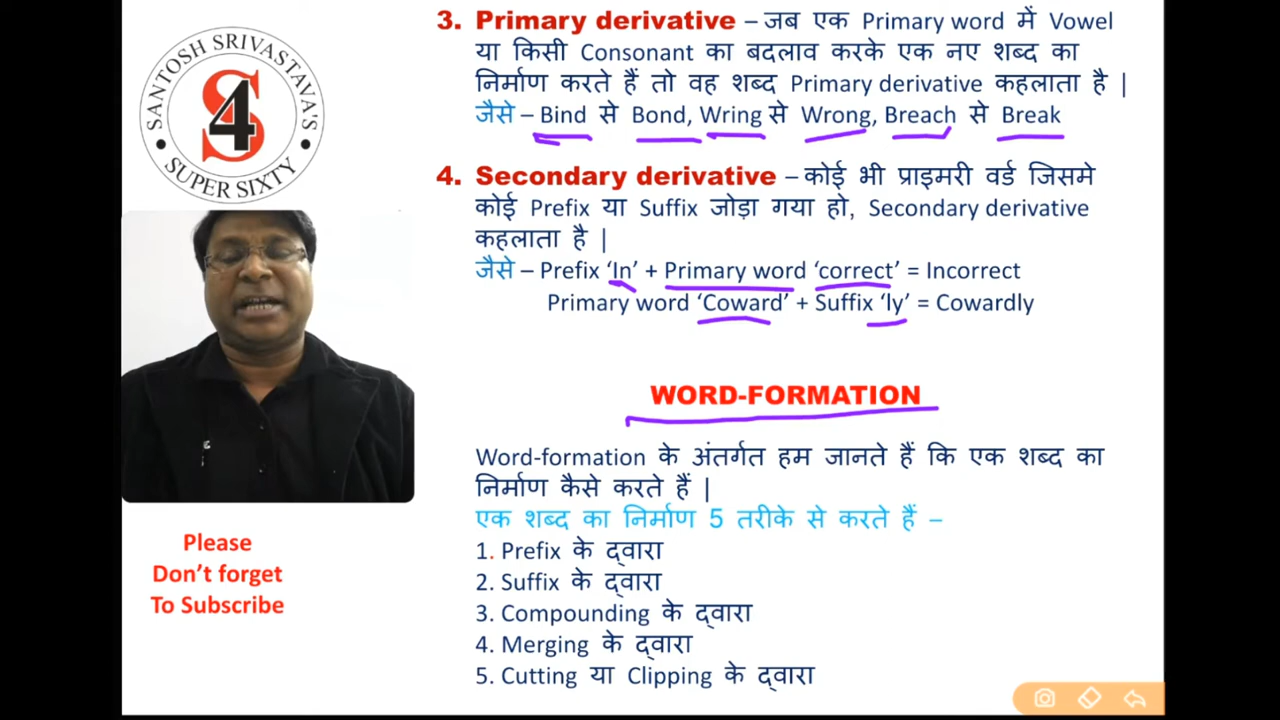 SANTOSH SRIVASTAVA'S
S4
SUPER SIXTY
3. Primary derivative – जब एक Primary word में Vowel
या किसी Consonant का बदलाव करके एक नए शब्द का
निर्माण करते हैं तो वह शब्द Primary derivative कहलाता है |
जैसे – Bind से Bond, Wring से Wrong, Breach से Break
4. Secondary derivative – कोई भी प्राइमरी वर्ड जिसमे
कोई Prefix या Suffix जोड़ा गया हो, Secondary derivative
कहलाता है |
जैसे – Prefix ‘In’ + Primary word ‘correct’ = Incorrect
Primary word ‘Coward’ + Suffix ‘ly’ = Cowardly
WORD-FORMATION
Word-formation के अंतर्गत हम जानते हैं कि एक शब्द का
निर्माण कैसे करते हैं |
एक शब्द का निर्माण 5 तरीके से करते हैं –
1. Prefix के द्वारा
2. Suffix के द्वारा
3. Compounding के द्वारा
4. Merging के द्वारा
5. Cutting या Clipping के द्वारा
Please
Don’t forget
To Subscribe